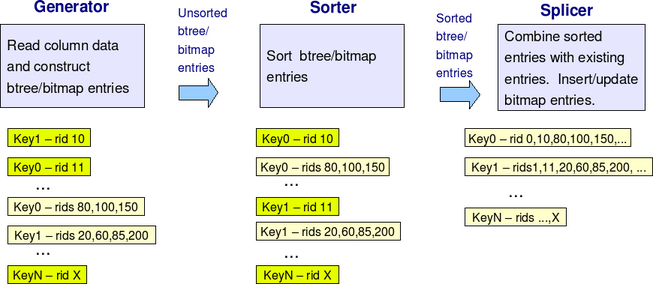 Generator
Read column data
and construct
btree/bitmap entries
Unsorted
btree/
bitmap
entries
Sorter
Sort  btree/bitmap
entries
Sorted
btree/
bitmap
entries
Splicer
Combine sorted
entries with existing
entries.  Insert/update
bitmap entries.
Key1 – rid 10
Key0 – rid 11
...
Key0 – rids 80,100,150
Key1 – rids 20,60,85,200
...
KeyN – rid X
Key0 – rid 10
Key0 – rids 80,100,150
...
Key1 – rid 11
Key1 – rids 20,60,85,200
...
KeyN – rid X
Key0 – rid 0,10,80,100,150,...
Key1 – rids1,11,20,60,85,200, ...
...
KeyN – rids ...,X